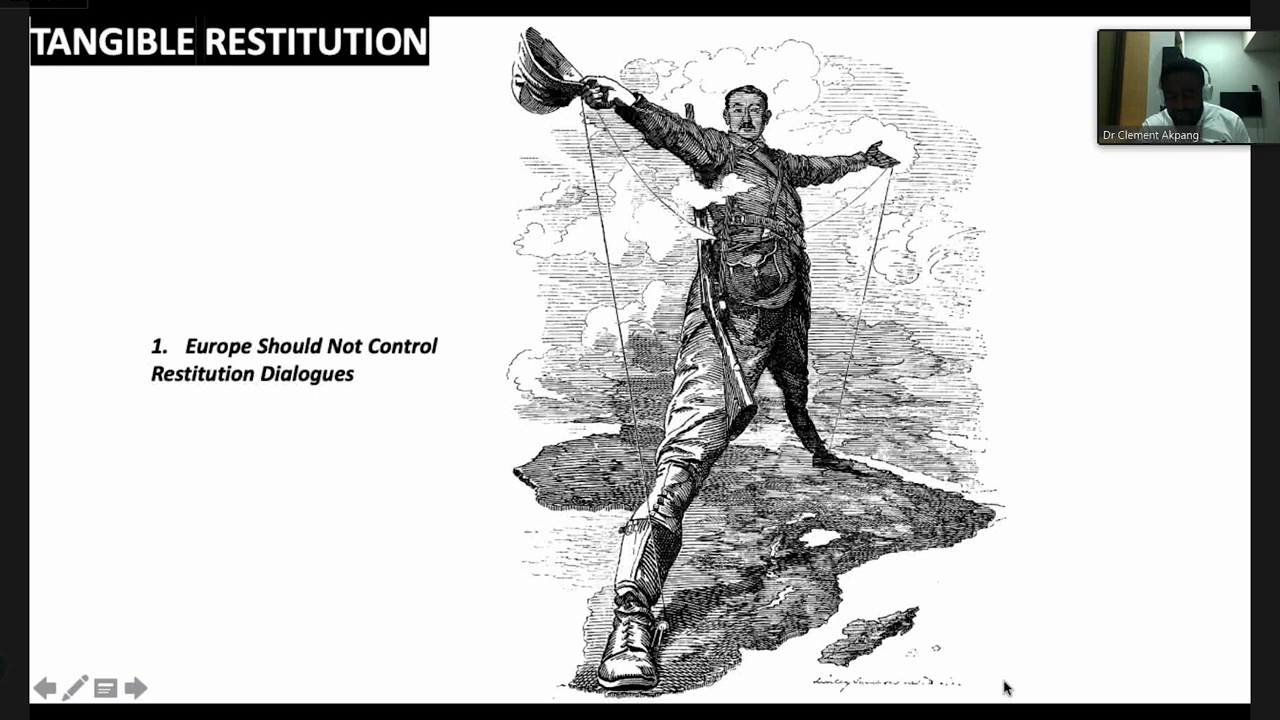 TANGIBLE RESTITUTION
Dr Clement Akpang
1. Europe Should Not Control
Restitution Dialogues